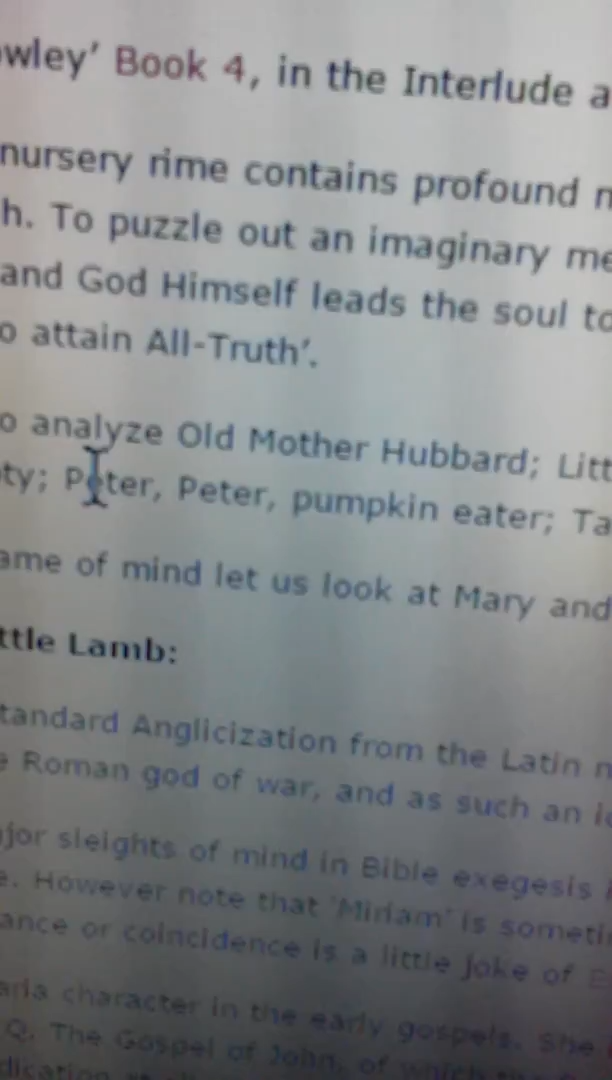 wley' Book 4, in the Interlude a
nursery rime contains profound
h. To puzzle out an imaginary me
and God Himself leads the soul to
o attain All-Truth'.
o analyze Old Mother Hubbard; Litt
ty; Peter, Peter, pumpkin eater; Ta
ame of mind let us look at Mary and
ttle Lamb:
tandard Anglicization from the Latin n
e Roman god of war, and as such an
jor sleights of mind in Bible exegesis
e. However note that 'Miriam' is someti
ance or coincidence is a little joke of
aria character in the early gospels. She
Q. The Gospel of John, of which the
dication